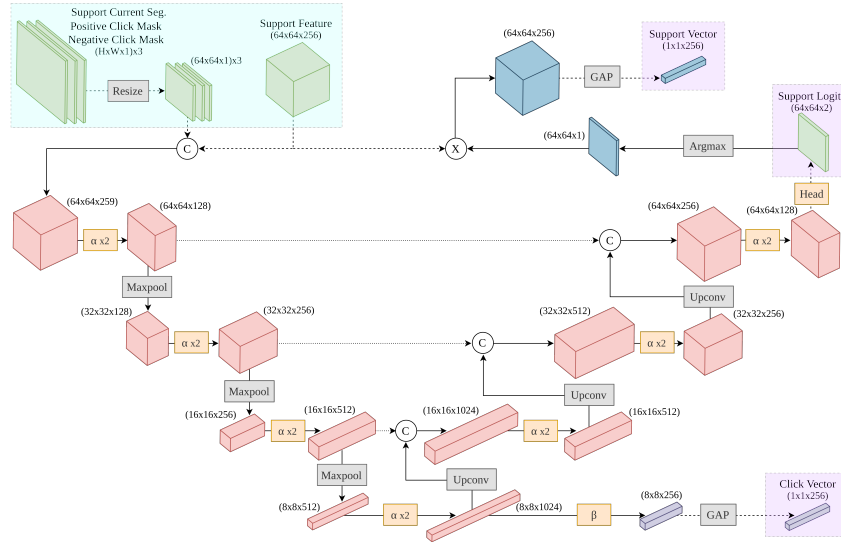 Support Current Seg.
Positive Click Mask
Negative Click Mask
(HxWx1)x3
Resize
(64x64x1)x3
Support Feature
(64x64x256)
(64x64x256)
GAP
Support Vector
(1x1x256)
C
X
(64x64x1)
Argmax
Support Logit
(64x64x2)
Head
(64x64x259)
α x2
(64x64x128)
C
(64x64x256)
α x2
(64x64x128)
Maxpool
Upconv
(32x32x128)
α x2
(32x32x256)
C
(32x32x512)
α x2
(32x32x256)
Maxpool
Upconv
(16x16x256)
α x2
(16x16x512)
C
(16x16x1024)
α x2
(16x16x512)
Maxpool
Upconv
(8x8x512)
α x2
(8x8x1024)
β
(8x8x256)
GAP
Click Vector
(1x1x256)